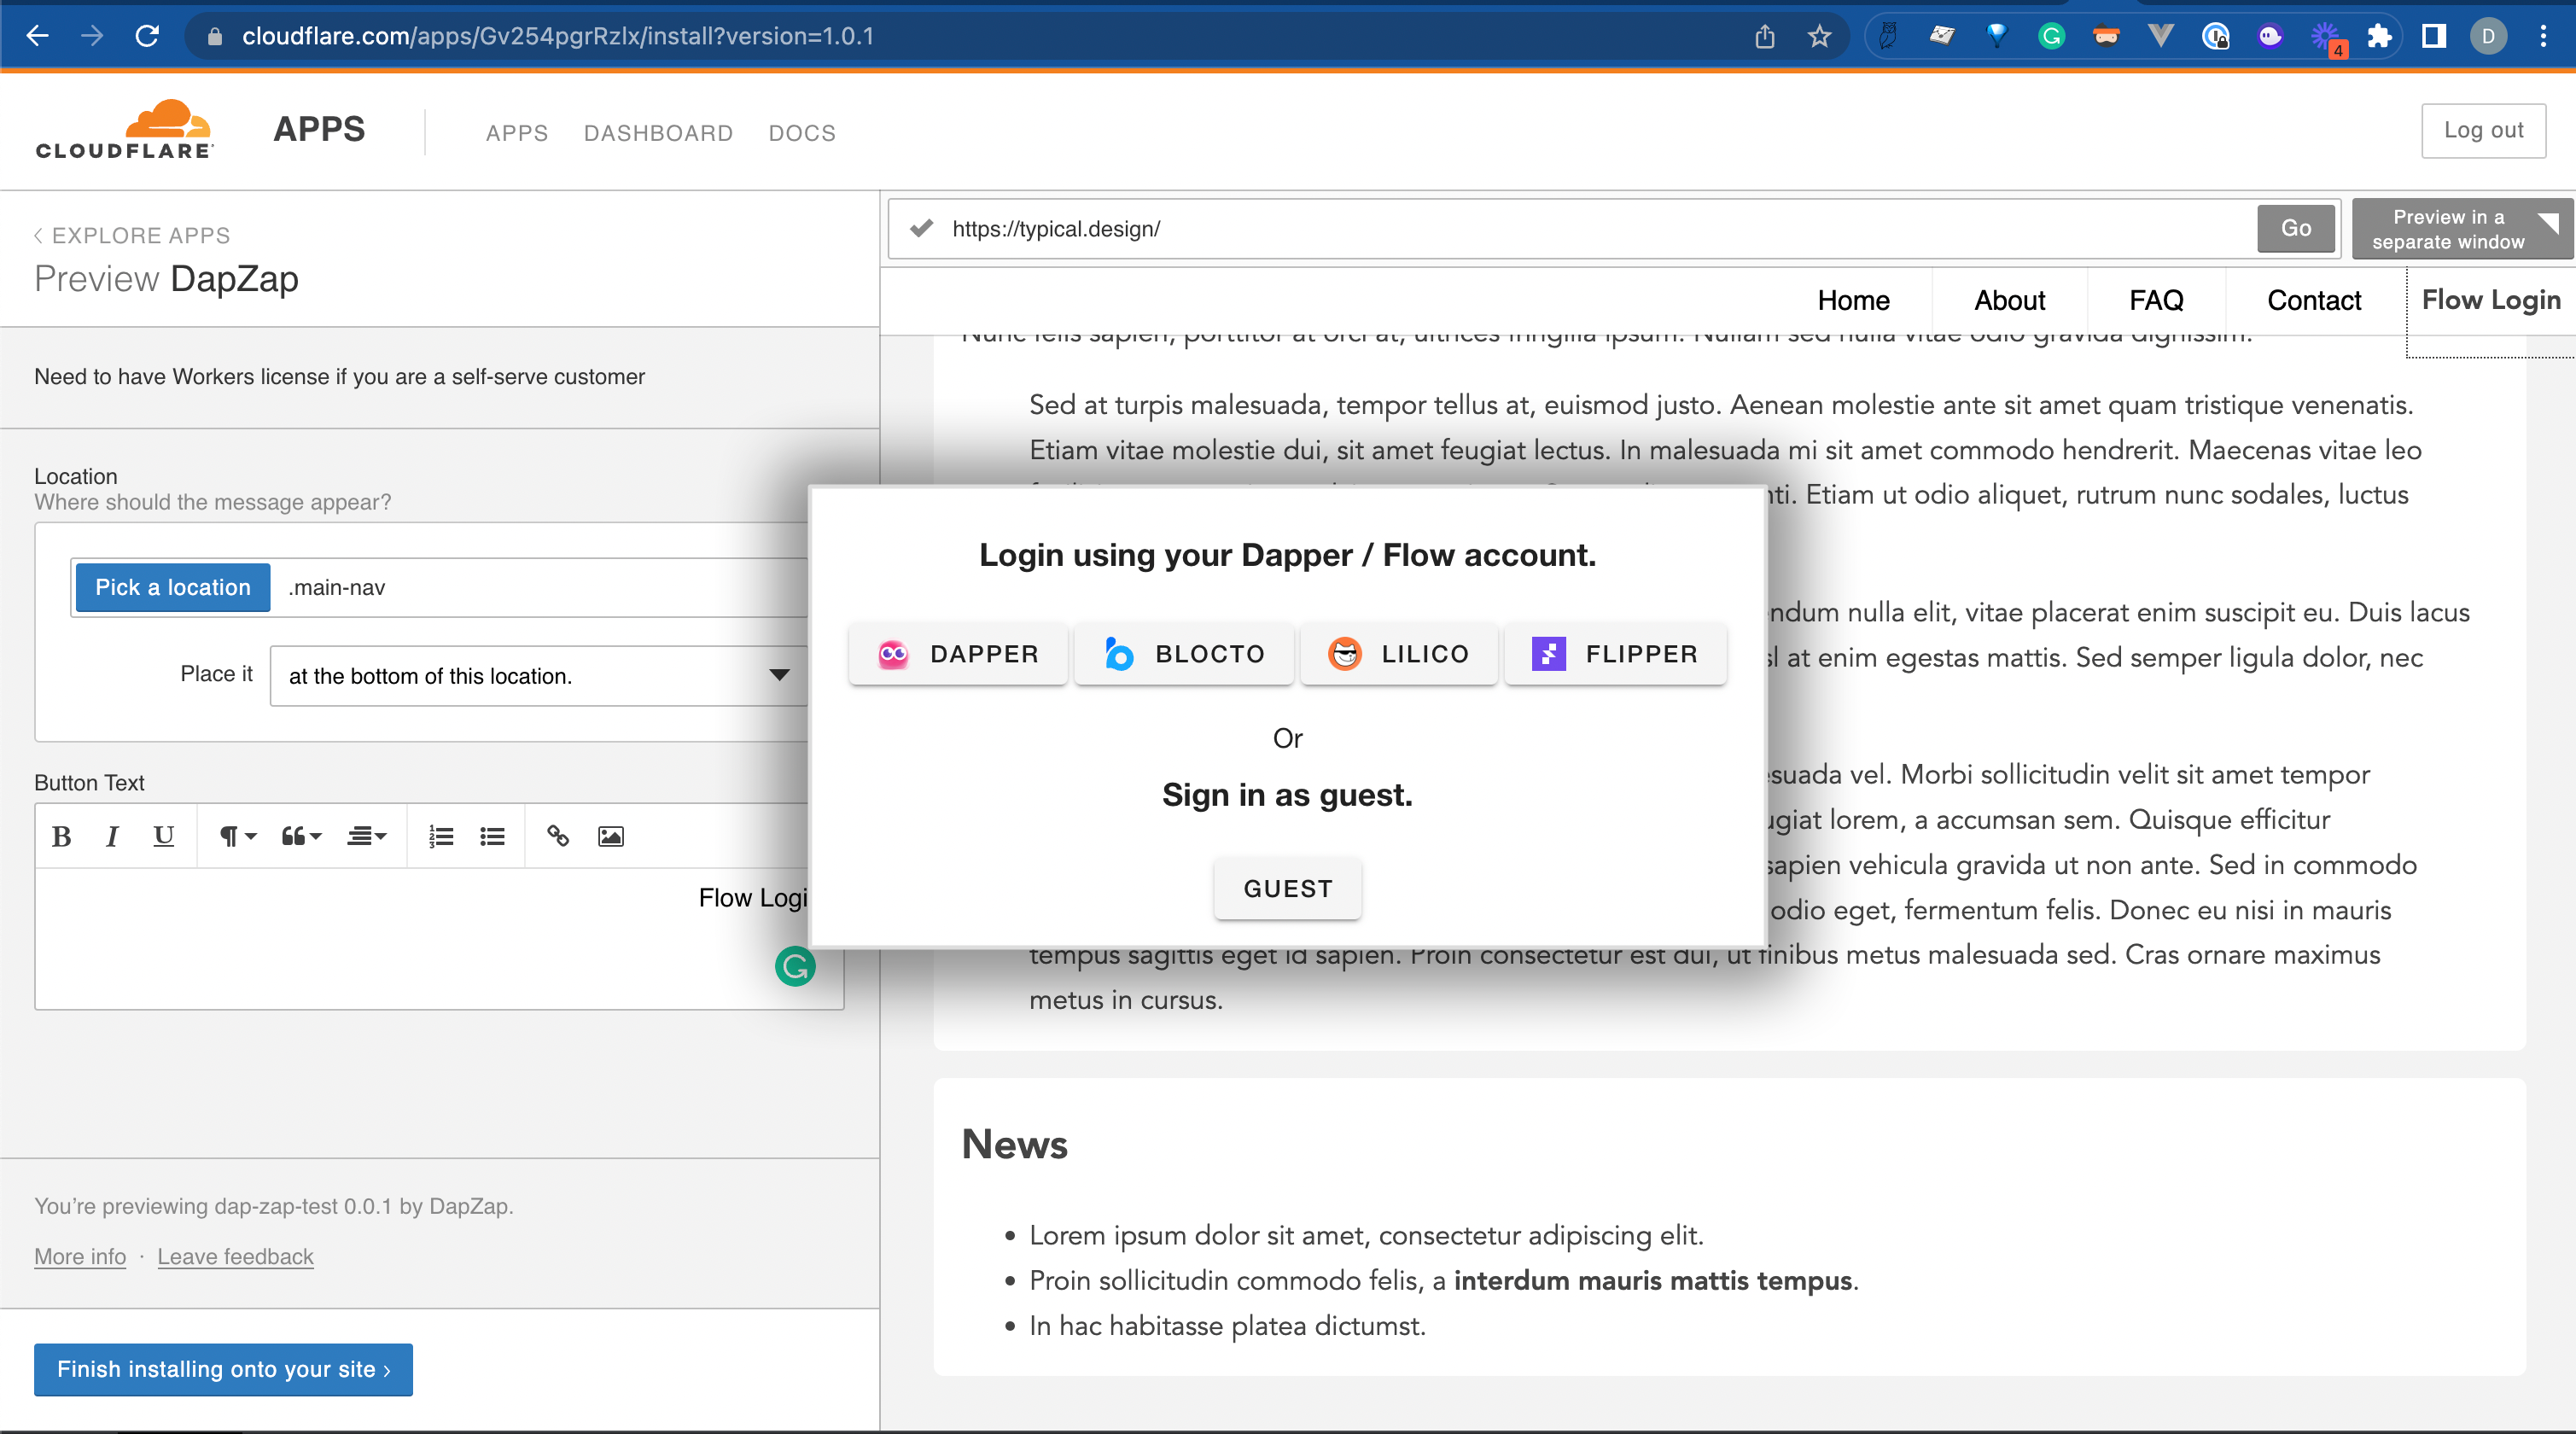 cloudflare.com/apps/Gv254pgrRzlx/install?version=1.0.1
4
D
CLOUDFLARE
APPS
APPS
DASHBOARD
DOCS
Log out
EXPLORE APPS
Preview DapZap
https://typical.design/
Go
Preview in a
separate window
Home
About
FAQ
Contact
Flow Login
Need to have Workers license if you are a self-serve customer
Location
Where should the message appear?
Pick a location
.main-nav
Place it
at the bottom of this location.
Button Text
B I U
Flow Logi
You're previewing dap-zap-test 0.0.1 by DapZap.
More info · Leave feedback
Finish installing onto your site ›
Nunc felis sapien, porttitor at orci at, ultrices fringilla ipsum. Nullam sed nulla vitae odio gravida dignissim.
Sed at turpis malesuada, tempor tellus at, euismod justo. Aenean molestie ante sit amet quam tristique venenatis.
Etiam vitae molestie dui, sit amet feugiat lectus. In malesuada mi sit amet commodo hendrerit. Maecenas vitae leo
nti. Etiam ut odio aliquet, rutrum nunc sodales, luctus
Login using your Dapper / Flow account.
DAPPER
BLOCTO
LILICO
FLIPPER
Or
Sign in as guest.
GUEST
endum nulla elit, vitae placerat enim suscipit eu. Duis lacus
sl at enim egestas mattis. Sed semper ligula dolor, nec
esuada vel. Morbi sollicitudin velit sit amet tempor
ugiat lorem, a accumsan sem. Quisque efficitur
sapien vehicula gravida ut non ante. Sed in commodo
odio eget, fermentum felis. Donec eu nisi in mauris
tempus sagittis eget id sapien. Proin consectetur est dui, ut finibus metus malesuada sed. Cras ornare maximus
metus in cursus.
News
• Lorem ipsum dolor sit amet, consectetur adipiscing elit.
• Proin sollicitudin commodo felis, a interdum mauris mattis tempus.
• In hac habitasse platea dictumst.